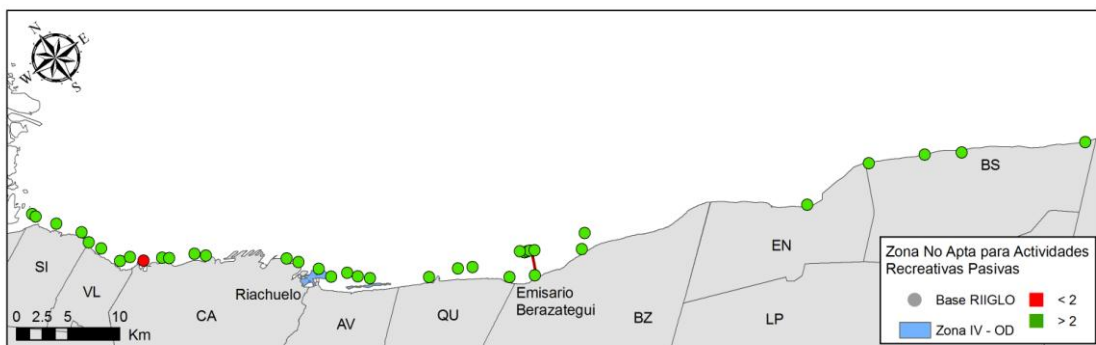 N
E
W
S
SI
VL
CA
Riachuelo
AV
QU
Emisario
Berazategui
BZ
EN
LP
BS
0 2.5 5 10
Km
Zona No Apta para Actividades
Recreativas Pasivas
Base RIIGLO
< 2
Zona IV - OD
> 2